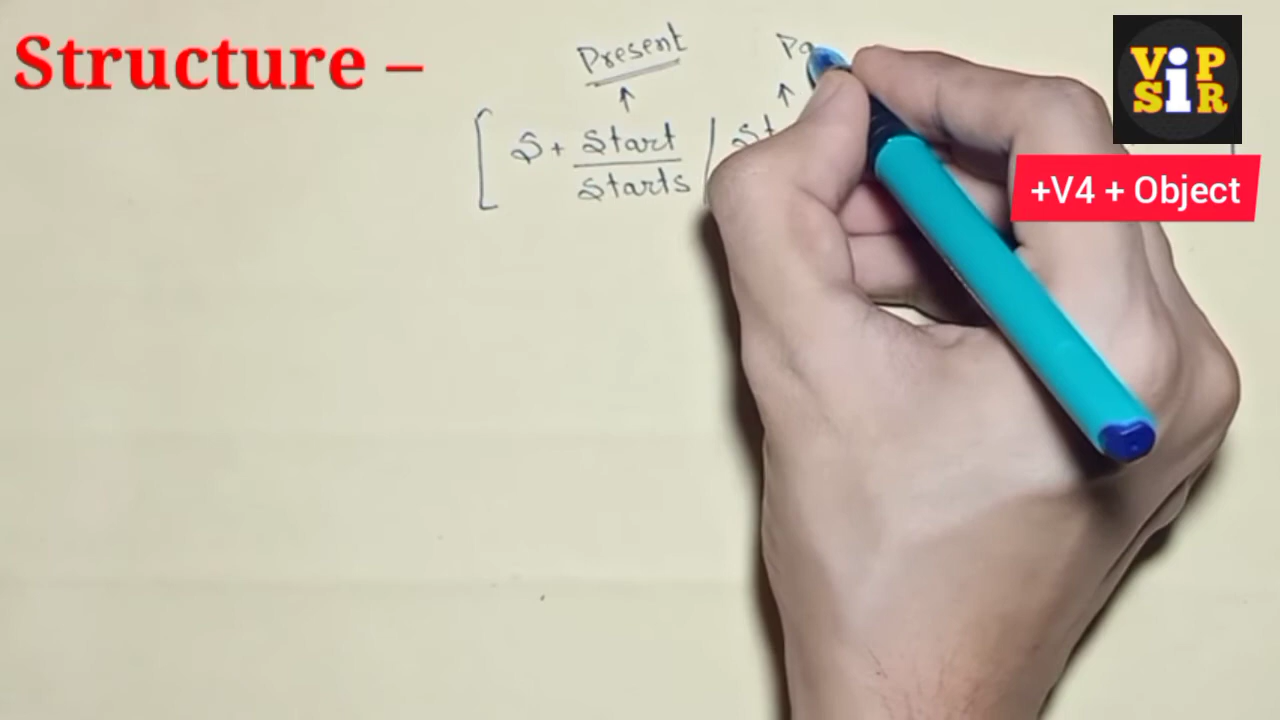 Structure –
Present
[ S + Start /
Starts
ViP
SiR
+V4 + Object